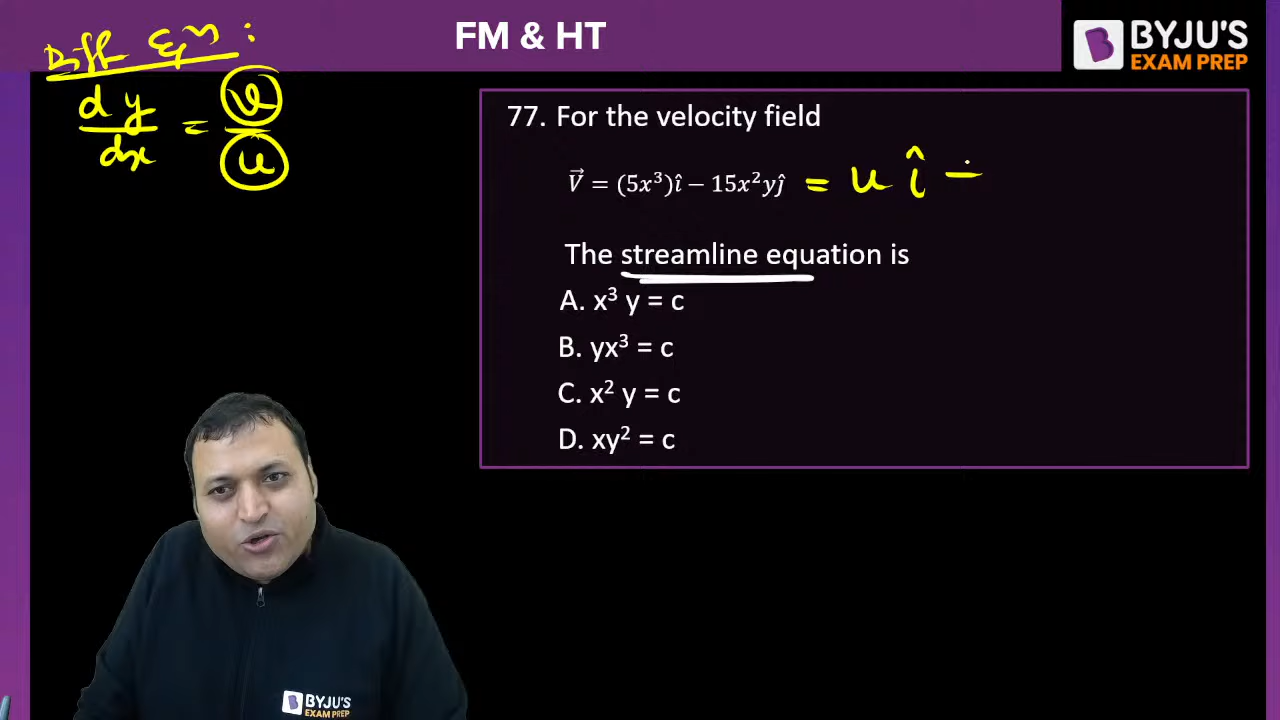 FM & HT
BYJU'S
EXAM PREP
Diff Eqn:
dy/dx = v/u
77. For the velocity field
V⃗ = (5x³)î − 15x²yĵ = u î −
The streamline equation is
A. x³ y = c
B. yx³ = c
C. x² y = c
D. xy² = c
BYJU'S
EXAM PREP